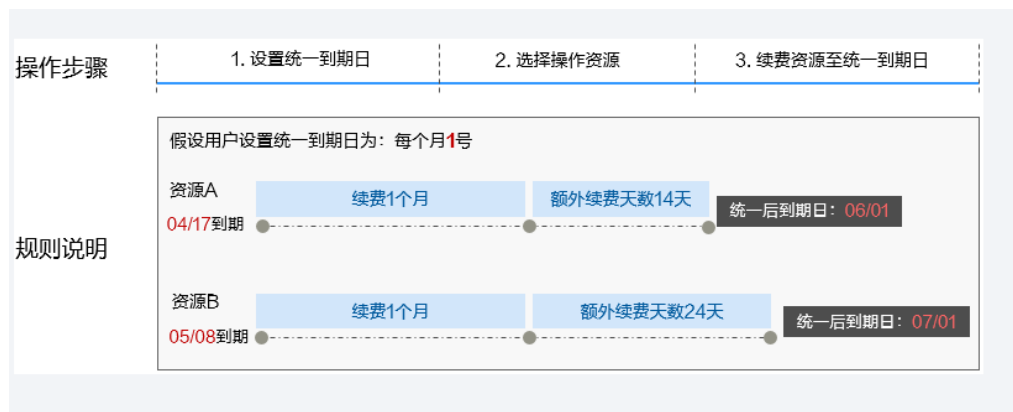 操作步骤
1. 设置统一到期日
2. 选择操作资源
3. 续费资源至统一到期日
规则说明
假设用户设置统一到期日为：每个月1号
资源A
续费1个月
额外续费天数14天
04/17到期
统一后到期日：06/01
资源B
续费1个月
额外续费天数24天
05/08到期
统一后到期日：07/01